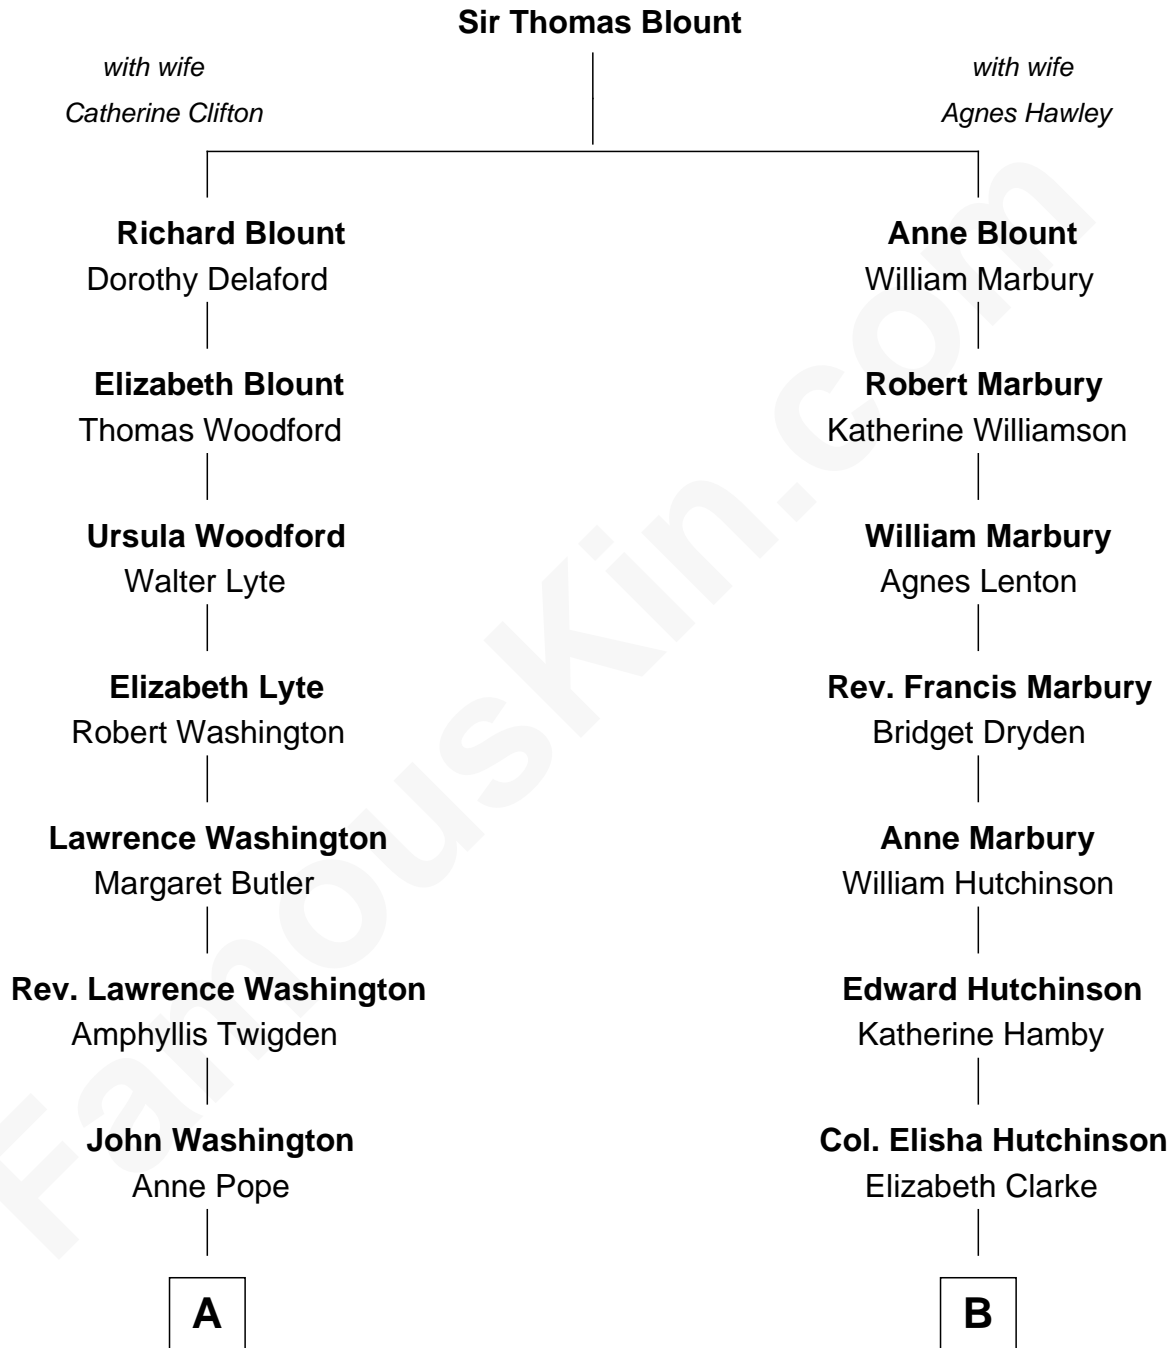 Sir Thomas Blount
with wife
Catherine Clifton
with wife
Agnes Hawley
Richard Blount
Dorothy Delaford
Anne Blount
William Marbury
Elizabeth Blount
Thomas Woodford
Robert Marbury
Katherine Williamson
Ursula Woodford
Walter Lyte
William Marbury
Agnes Lenton
Elizabeth Lyte
Robert Washington
Rev. Francis Marbury
Bridget Dryden
Lawrence Washington
Margaret Butler
Anne Marbury
William Hutchinson
Rev. Lawrence Washington
Amphyllis Twigden
Edward Hutchinson
Katherine Hamby
John Washington
Anne Pope
Col. Elisha Hutchinson
Elizabeth Clarke
A
B
FamousKin.com